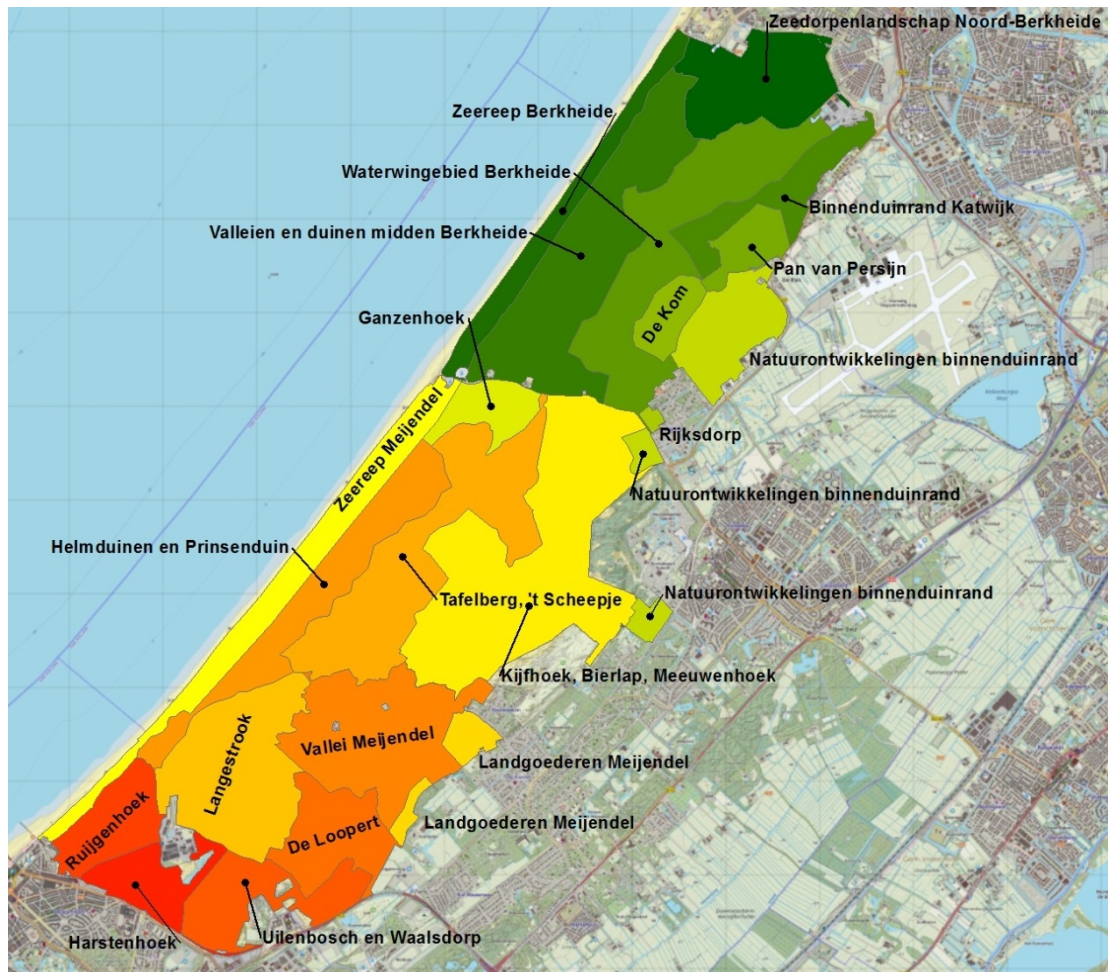 Zeedorpenlandschap Noord-Berkheide
Zeereep Berkheide
Waterwingebied Berkheide
Binnenduinrand Katwijk
Valleien en duinen midden Berkheide
Pan van Persijn
De Kom
Ganzenhoek
Natuurontwikkelingen binnenduinrand
Zeereep Meijendel
Rijksdorp
Natuurontwikkelingen binnenduinrand
Helmduinen en Prinsenduin
Tafelberg, 't Scheepje
Natuurontwikkelingen binnenduinrand
Kijfhoek, Bierlap, Meeuwenhoek
Langestrook
Vallei Meijendel
Landgoederen Meijendel
Ruijgenhoek
De Loopert
Landgoederen Meijendel
Harstenhoek
Uilenbosch en Waalsdorp